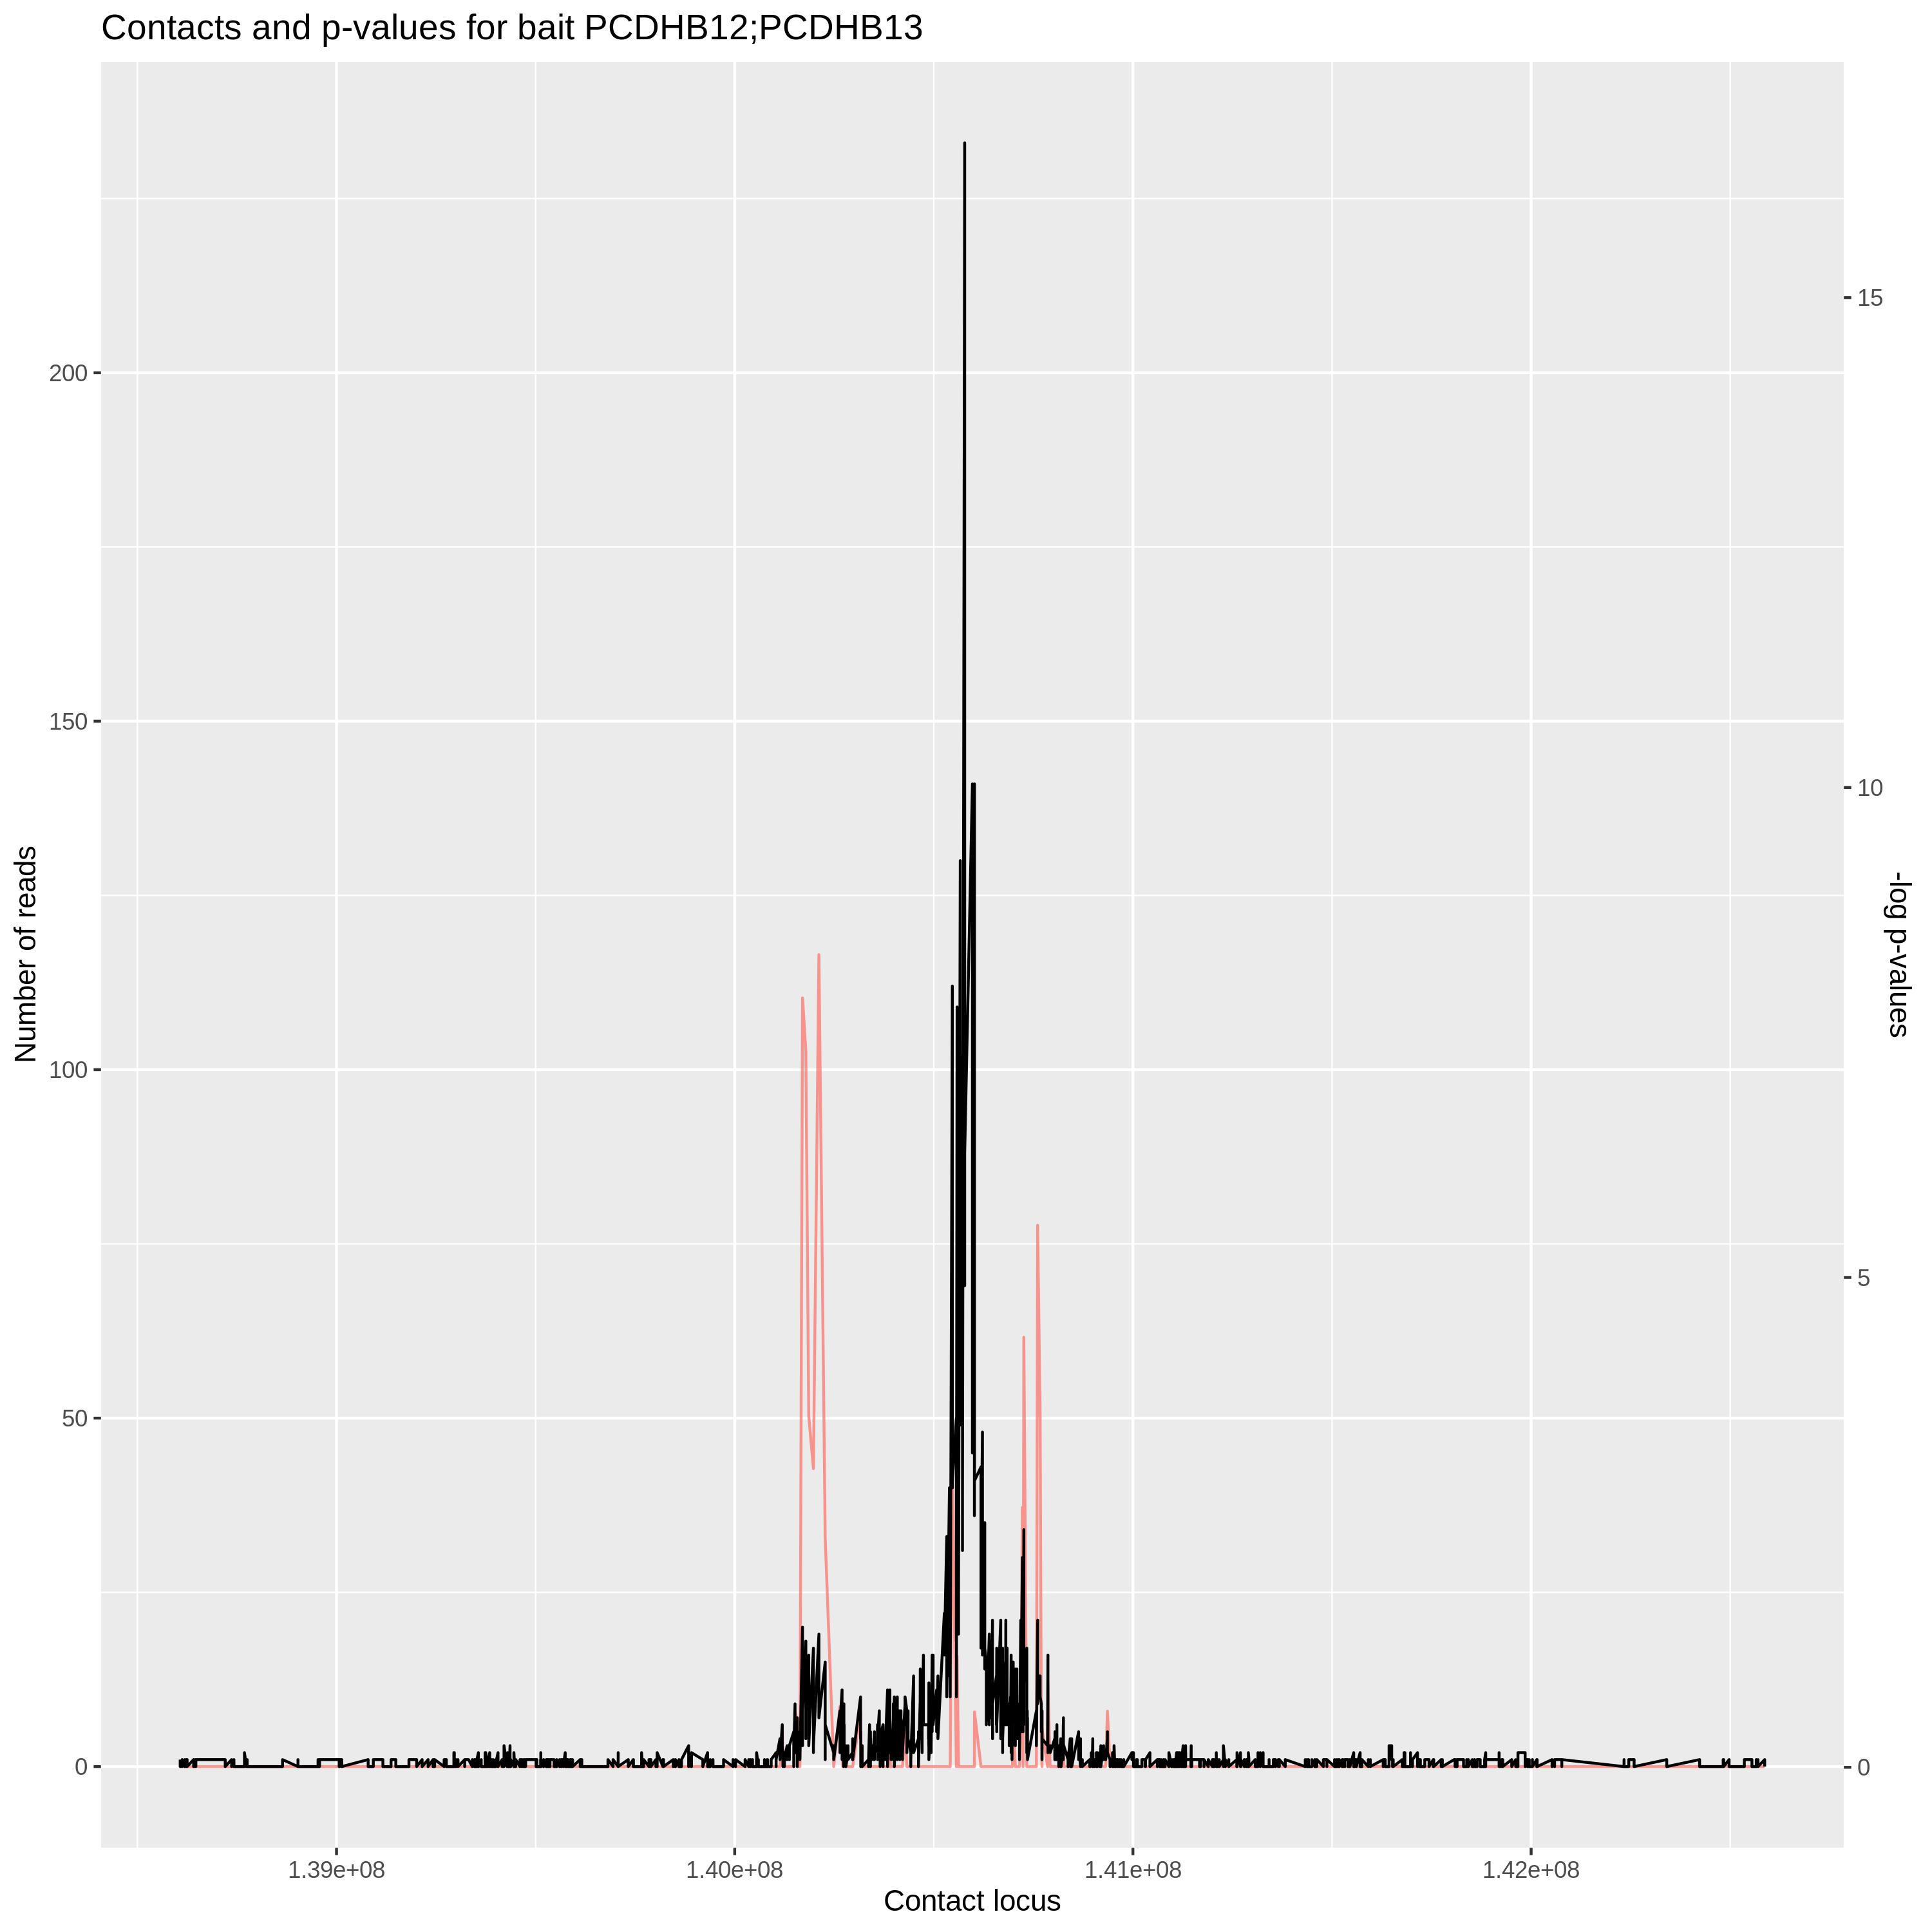 Contacts and p-values for bait PCDHB12;PCDHB13
Number of reads
200
150
100
50
0
15
10
5
0
-log p-values
1.39e+08
1.40e+08
1.41e+08
1.42e+08
Contact locus